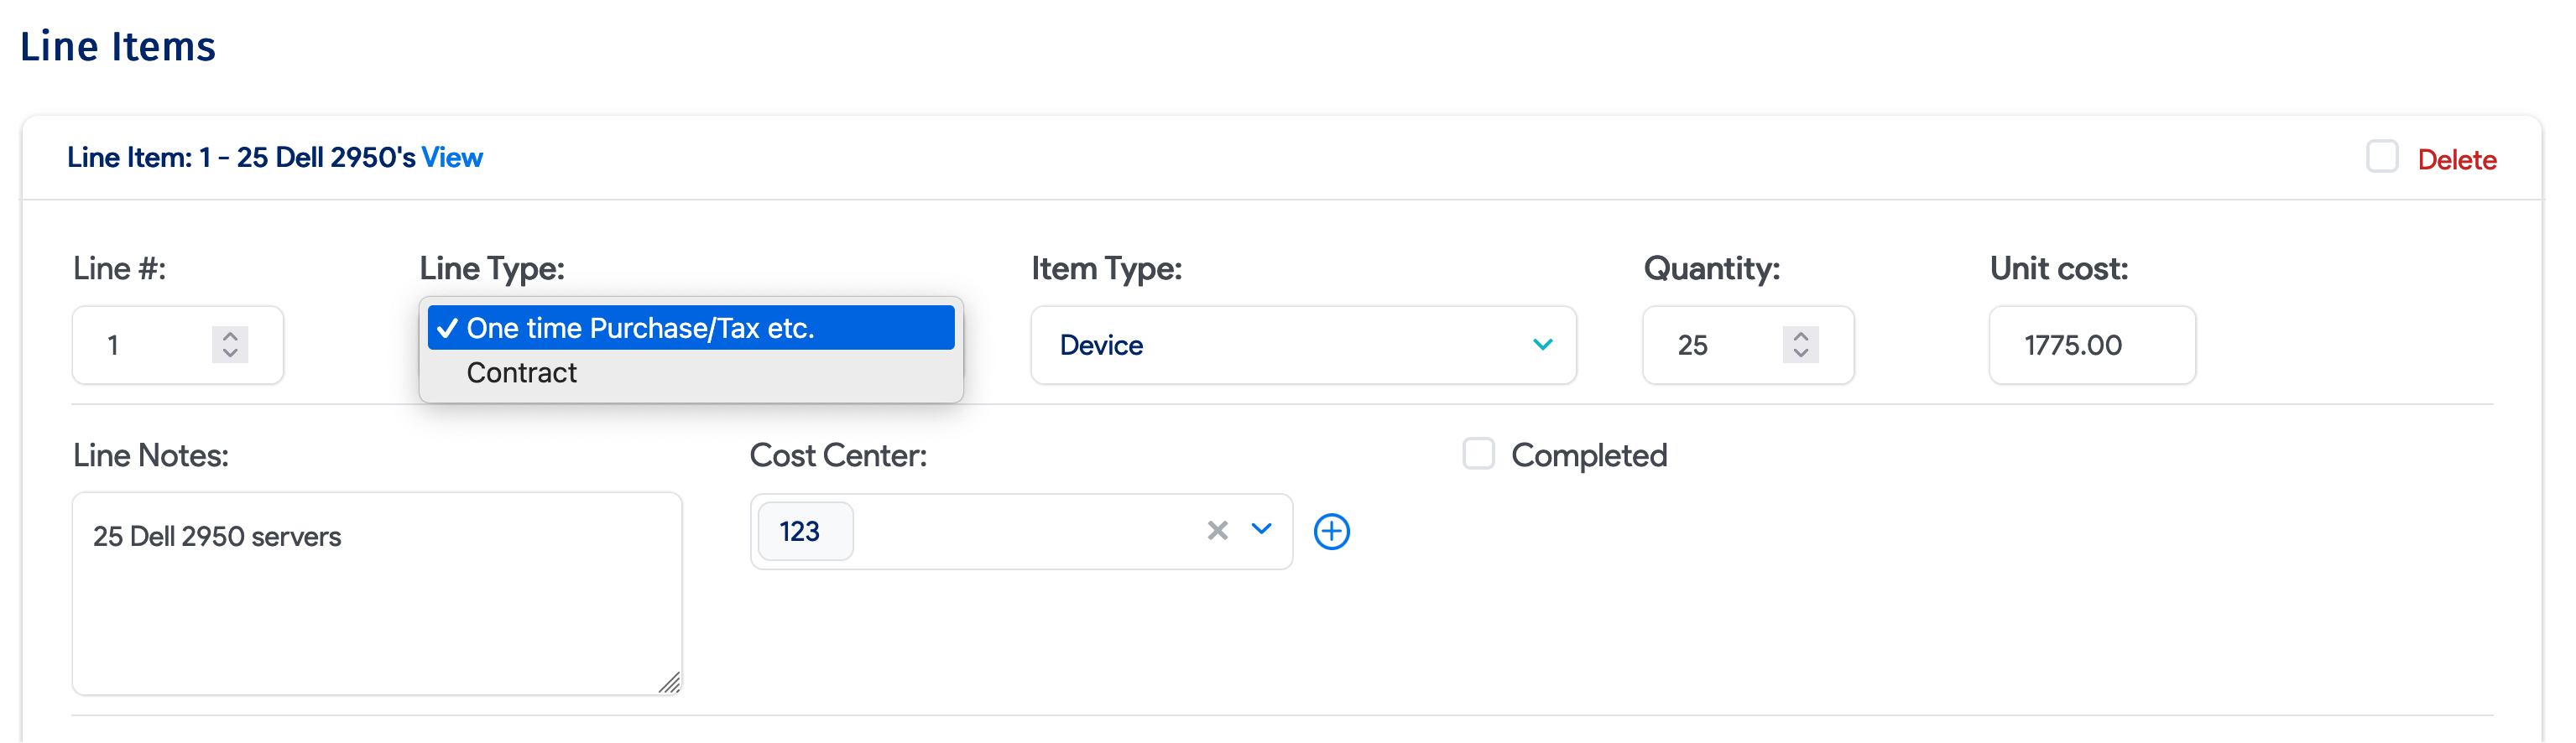 Line Items
Line Item: 1 - 25 Dell 2950's View
Delete
Line #:
Line Type:
Item Type:
Quantity:
Unit cost:
1
✓ One time Purchase/Tax etc.
Contract
Device
25
1775.00
Line Notes:
Cost Center:
Completed
25 Dell 2950 servers
123